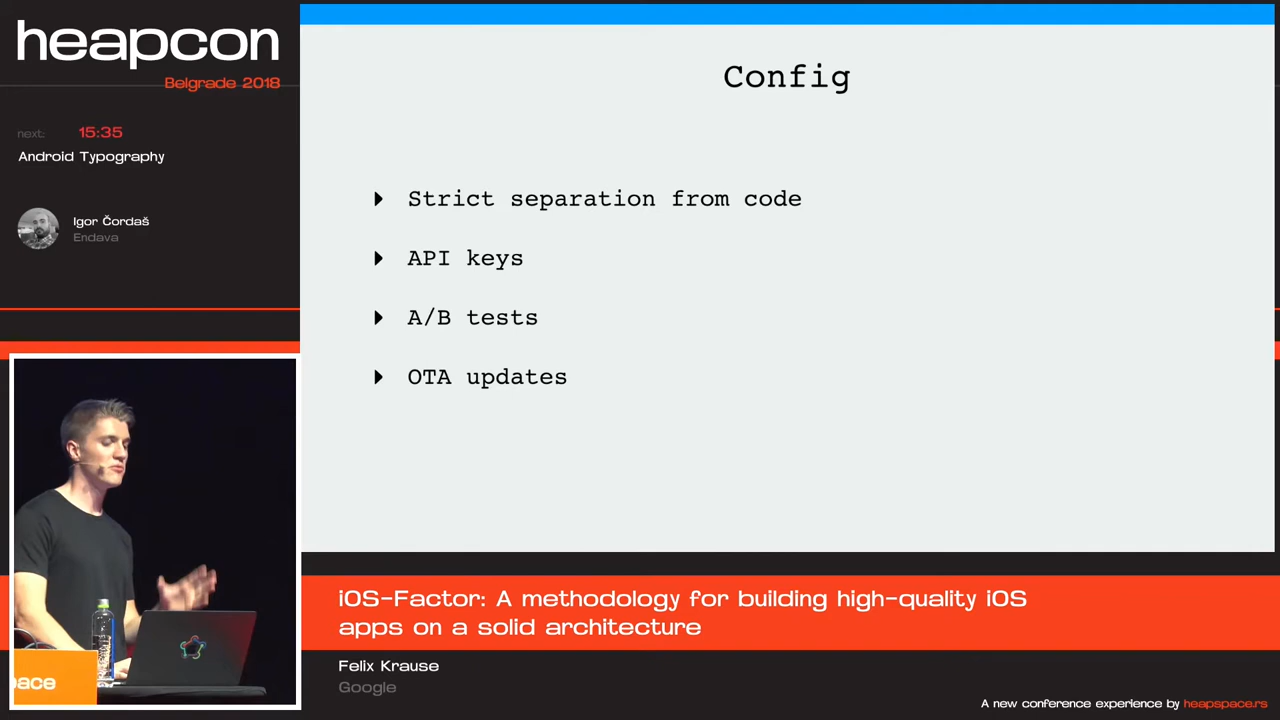 heapcon
Belgrade 2018
next: 15:35
Android Typography
Igor Čordaš
Endava
Config
Strict separation from code
API keys
A/B tests
OTA updates
pace
iOS-Factor: A methodology for building high-quality iOS
apps on a solid architecture
Felix Krause
Google
A new conference experience by heapspace.rs